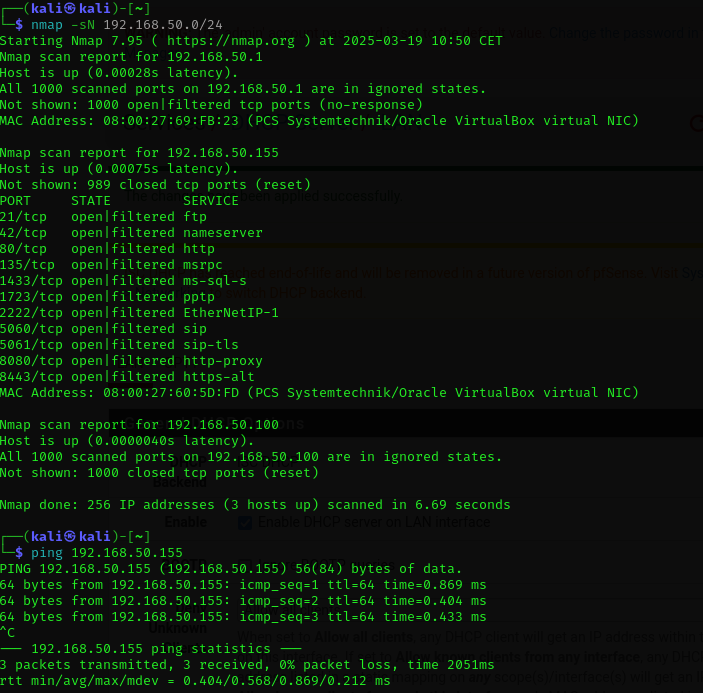 ┌──(kali㉿kali)-[~]
└─$ nmap -sN 192.168.50.0/24
Starting Nmap 7.95 ( https://nmap.org ) at 2025-03-19 10:50 CET
Nmap scan report for 192.168.50.1
Host is up (0.00028s latency).
All 1000 scanned ports on 192.168.50.1 are in ignored states.
Not shown: 1000 open|filtered tcp ports (no-response)
MAC Address: 08:00:27:69:FB:23 (PCS Systemtechnik/Oracle VirtualBox virtual NIC)

Nmap scan report for 192.168.50.155
Host is up (0.00075s latency).
Not shown: 989 closed tcp ports (reset)
PORT     STATE         SERVICE
21/tcp   open|filtered ftp
42/tcp   open|filtered nameserver
80/tcp   open|filtered http
135/tcp  open|filtered msrpc
1433/tcp open|filtered ms-sql-s
1723/tcp open|filtered pptp
2222/tcp open|filtered EtherNetIP-1
5060/tcp open|filtered sip
5061/tcp open|filtered sip-tls
8080/tcp open|filtered http-proxy
8443/tcp open|filtered https-alt
MAC Address: 08:00:27:60:5D:FD (PCS Systemtechnik/Oracle VirtualBox virtual NIC)

Nmap scan report for 192.168.50.100
Host is up (0.0000040s latency).
All 1000 scanned ports on 192.168.50.100 are in ignored states.
Not shown: 1000 closed tcp ports (reset)

Nmap done: 256 IP addresses (3 hosts up) scanned in 6.69 seconds
Enable
Enable DHCP server on LAN interface

┌──(kali㉿kali)-[~]
└─$ ping 192.168.50.155
PING 192.168.50.155 (192.168.50.155) 56(84) bytes of data.
64 bytes from 192.168.50.155: icmp_seq=1 ttl=64 time=0.869 ms
64 bytes from 192.168.50.155: icmp_seq=2 ttl=64 time=0.404 ms
64 bytes from 192.168.50.155: icmp_seq=3 ttl=64 time=0.433 ms
^C
--- 192.168.50.155 ping statistics ---
3 packets transmitted, 3 received, 0% packet loss, time 2051ms
rtt min/avg/max/mdev = 0.404/0.568/0.869/0.212 ms